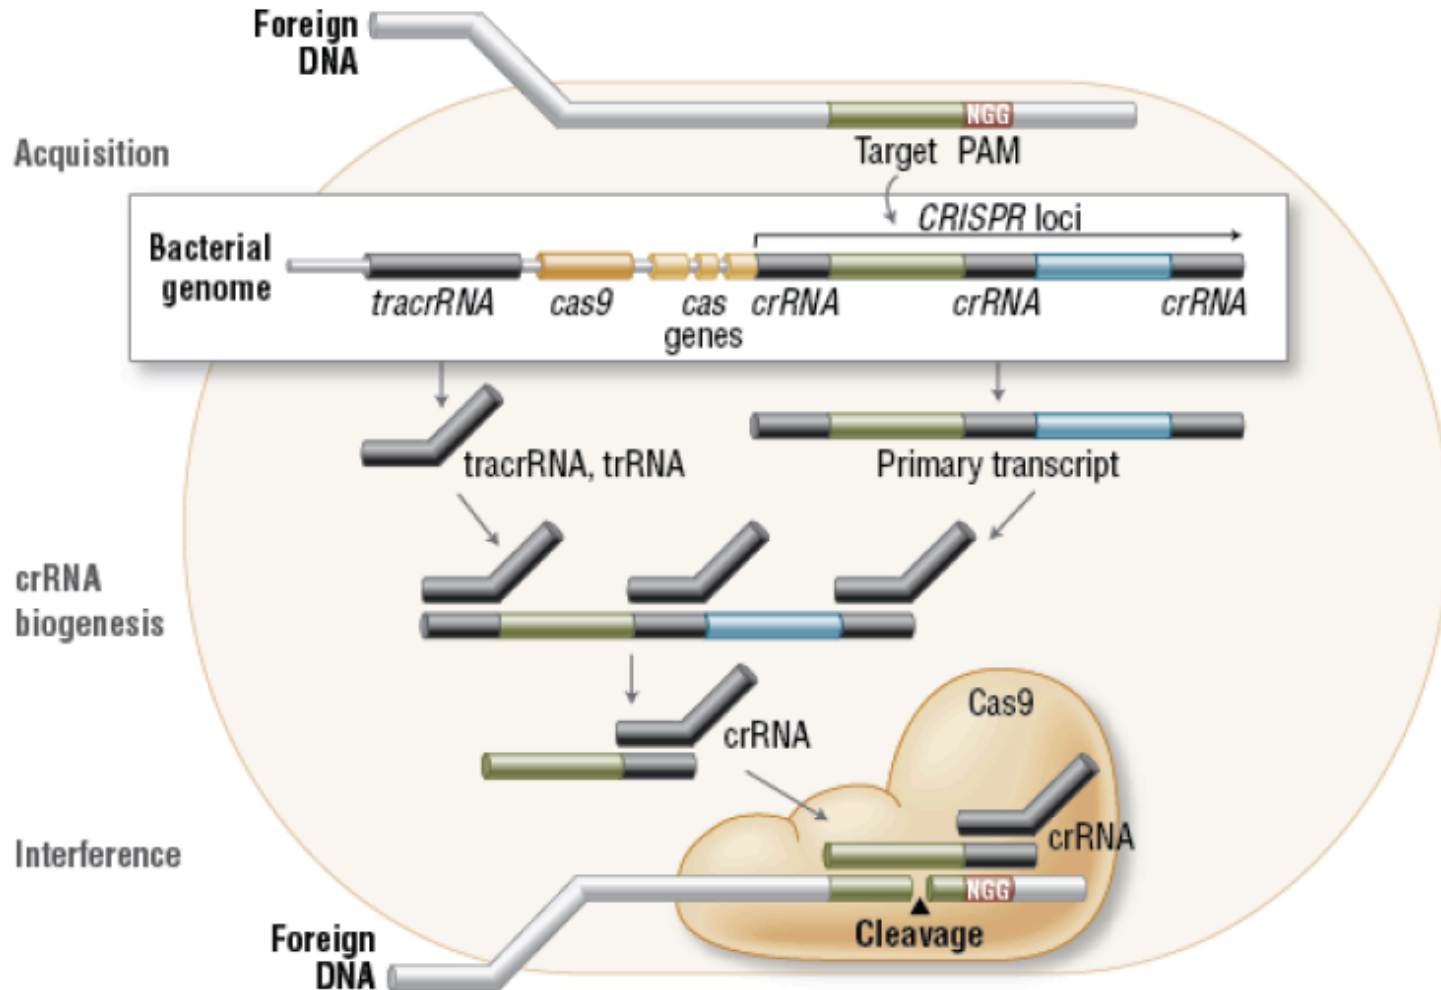 Foreign
DNA
NGG
Target PAM
Acquisition
CRISPR loci
Bacterial
genome
tracrRNA
cas9
cas
genes
crRNA
crRNA
crRNA
tracrRNA, trRNA
Primary transcript
crRNA
biogenesis
Cas9
crRNA
crRNA
Interference
NGG
Cleavage
Foreign
DNA